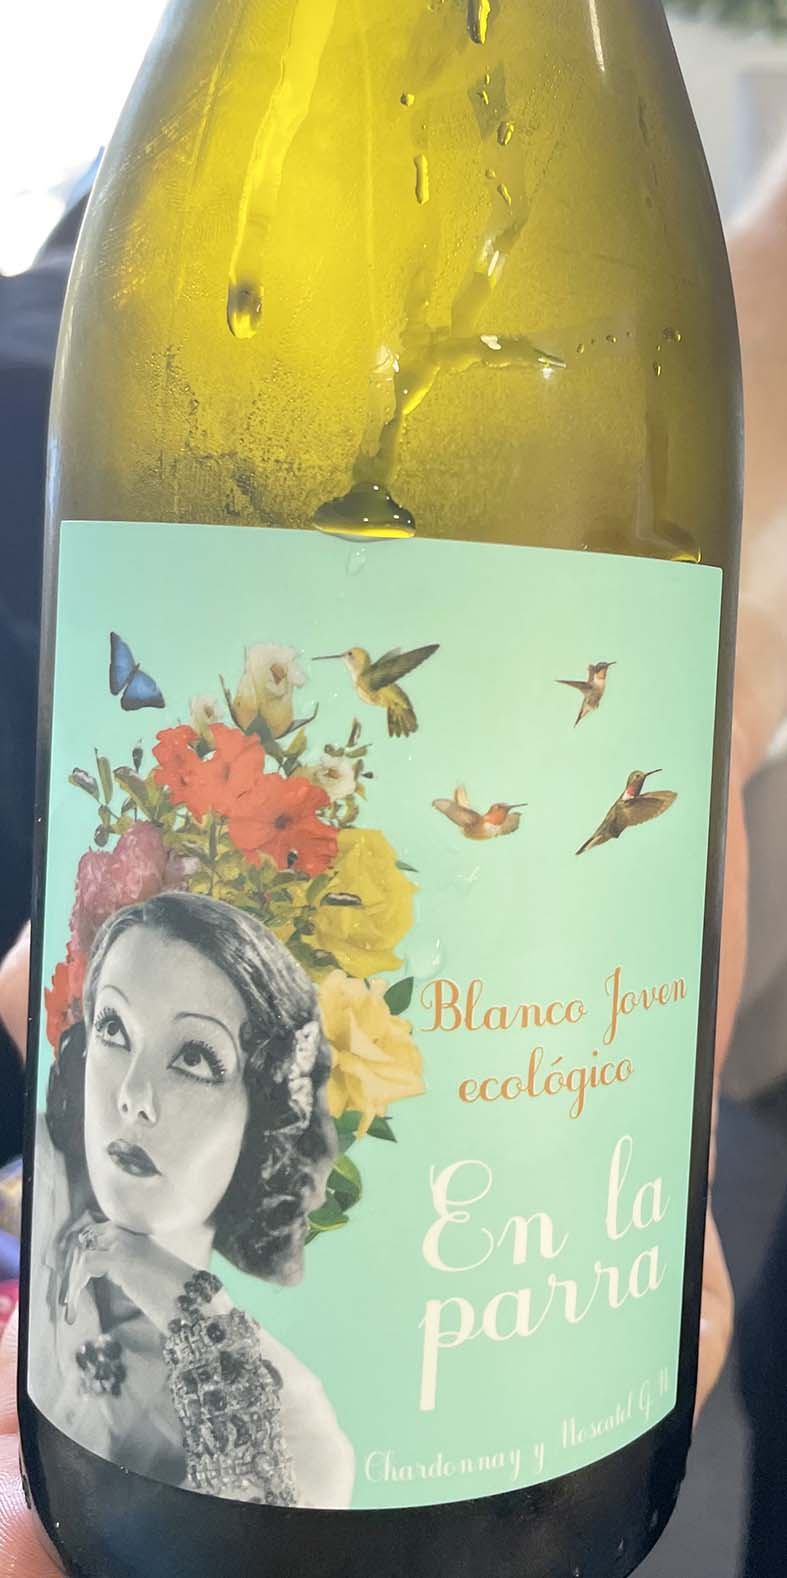 Blanco Joven
ecológico
En la
parra
Chardonnay y Moscatel G.